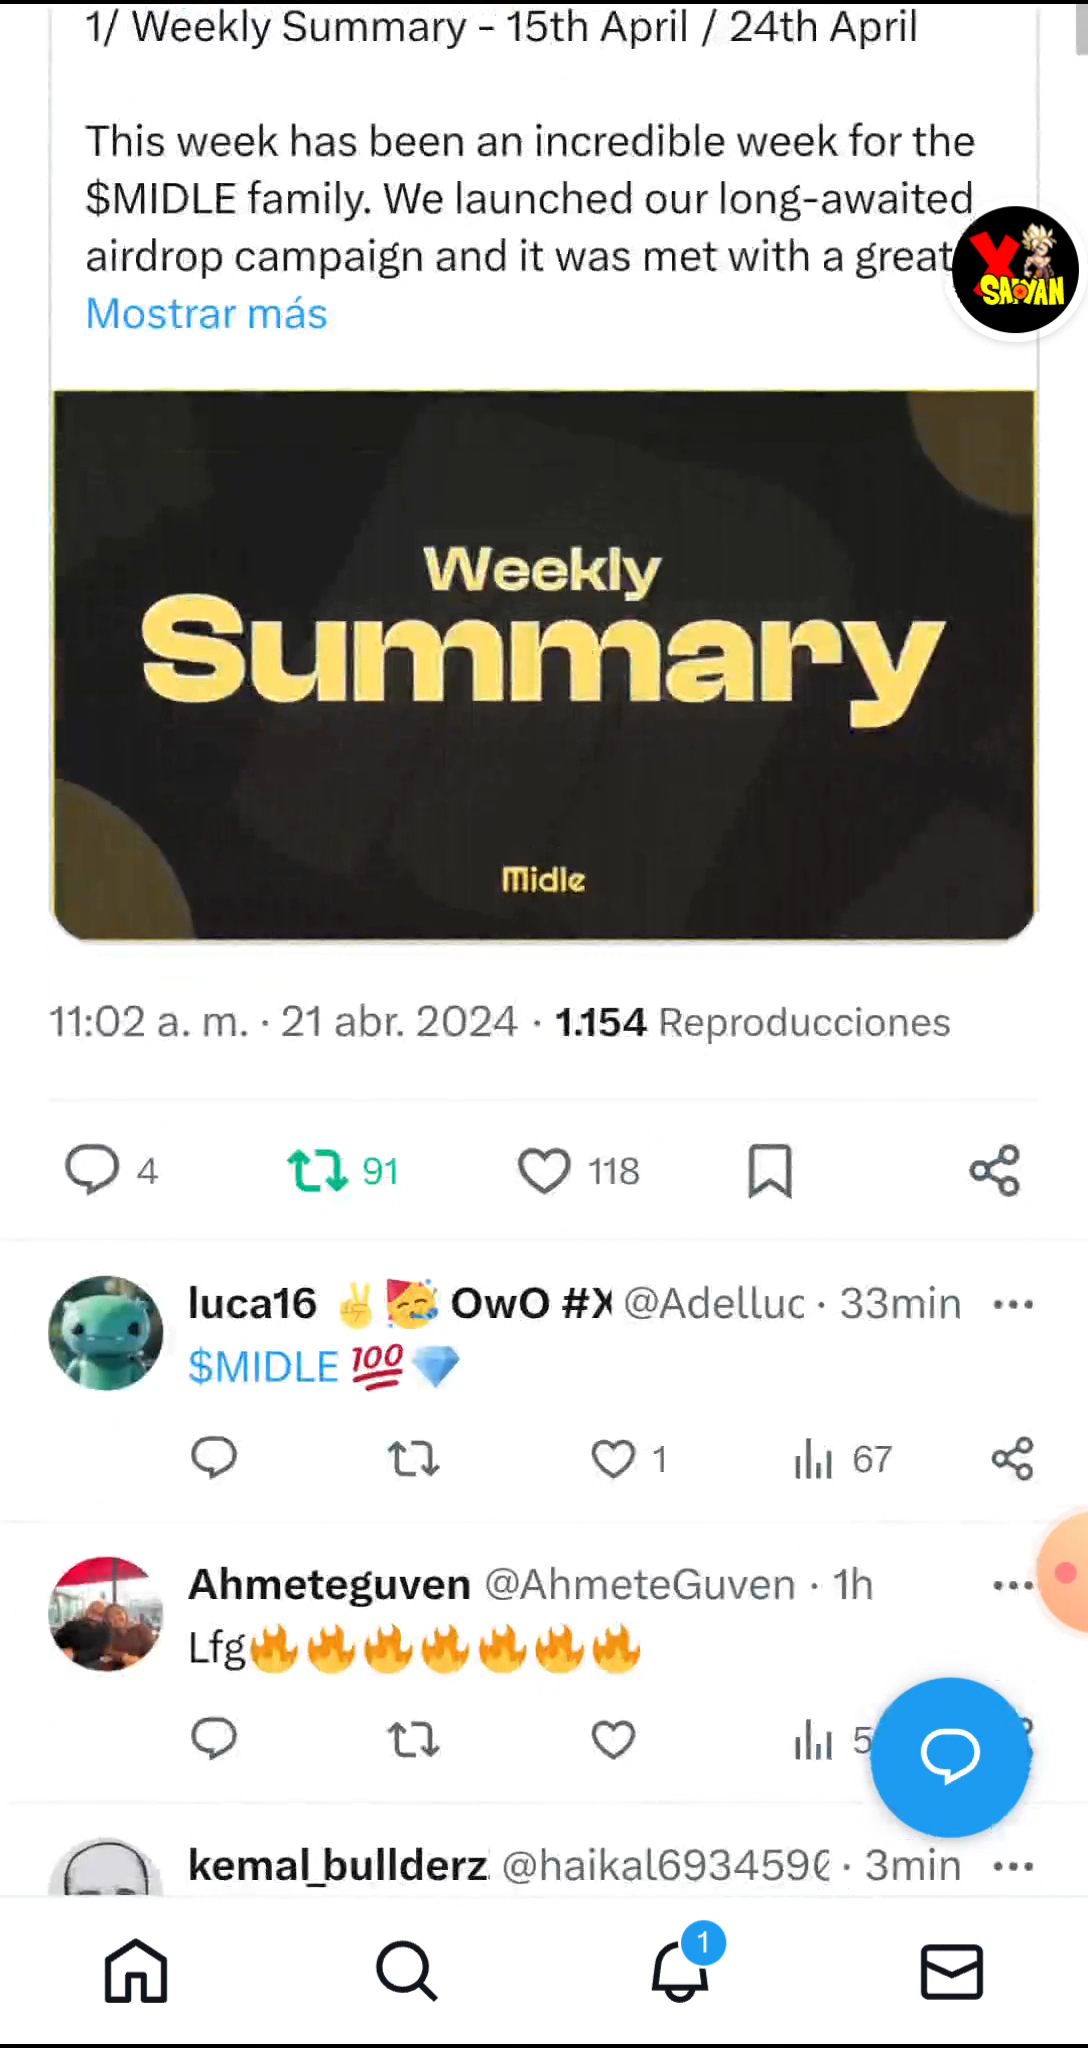 1/ Weekly Summary - 15th April / 24th April
This week has been an incredible week for the
$MIDLE family. We launched our long-awaited
airdrop campaign and it was met with a great
Mostrar más
X
SAIYAN
Weekly
Summary
Midle
11:02 a. m. · 21 abr. 2024 · 1.154 Reproducciones
4 91 118
luca16 ✌️🥳 OwO #X @Adelluc · 33min
$MIDLE 💯💎
1 67
Ahmeteguven @AhmeteGuven · 1h
Lfg🔥🔥🔥🔥🔥🔥🔥
5
kemal_bullderz @haikal6934590 · 3min
1